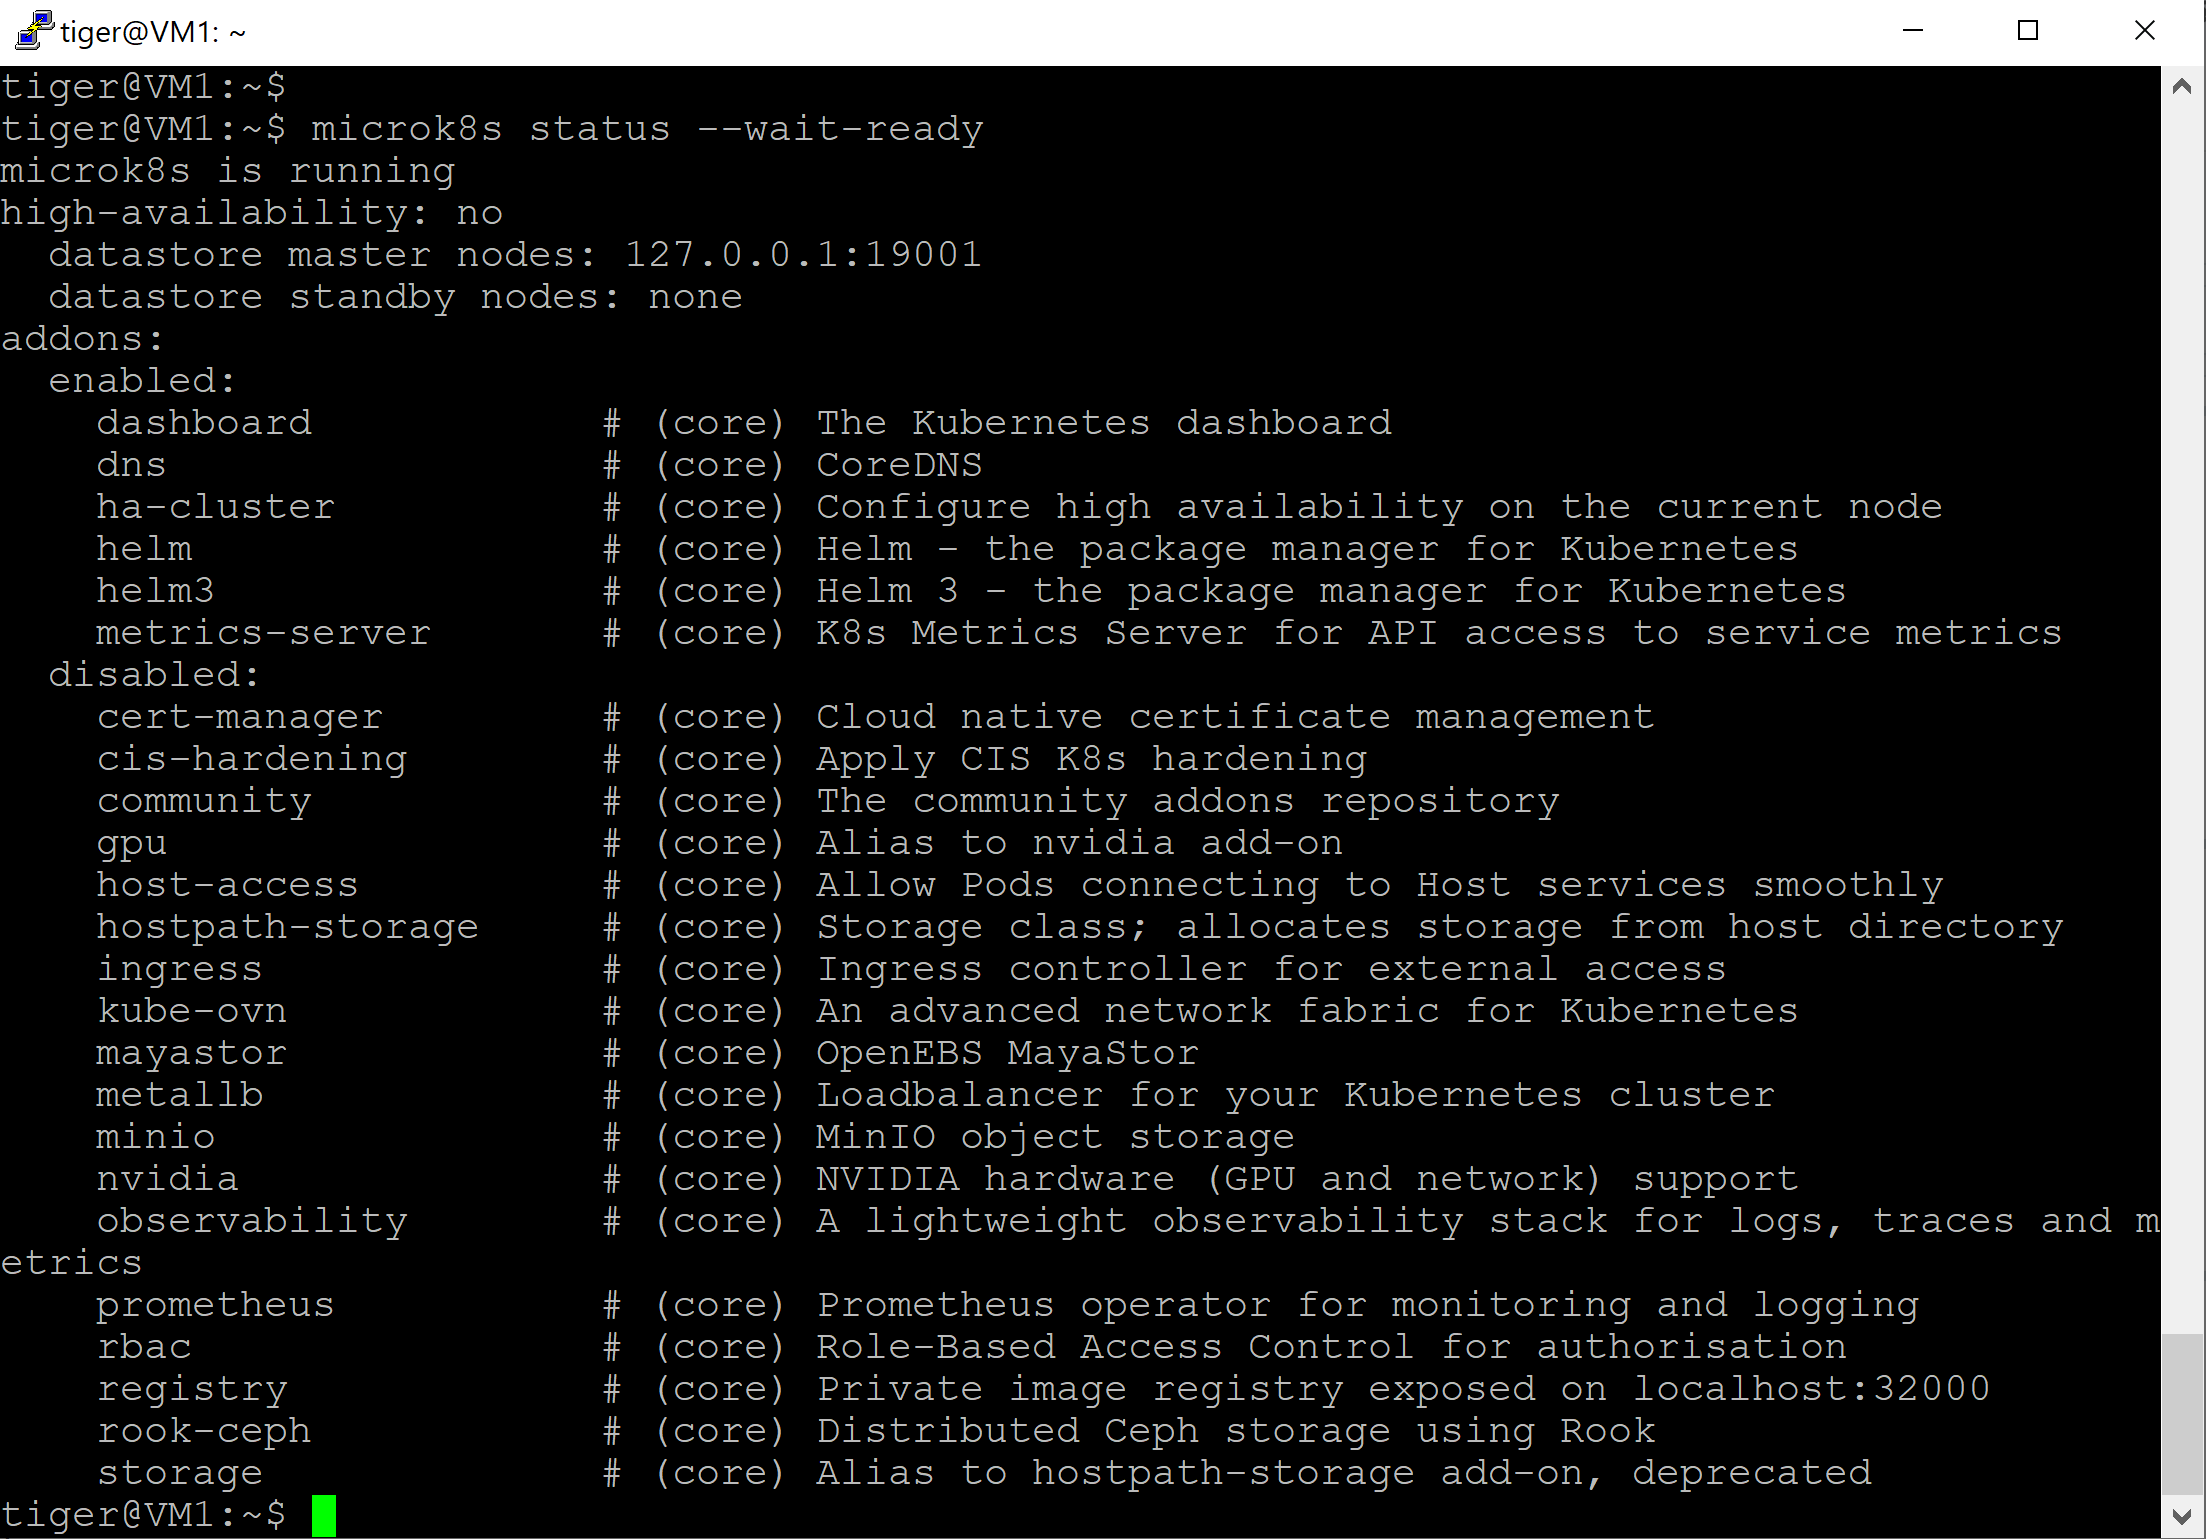 tiger@VM1: ~
tiger@VM1:~$
tiger@VM1:~$ microk8s status --wait-ready
microk8s is running
high-availability: no
  datastore master nodes: 127.0.0.1:19001
  datastore standby nodes: none
addons:
  enabled:
    dashboard            # (core) The Kubernetes dashboard
    dns                  # (core) CoreDNS
    ha-cluster           # (core) Configure high availability on the current node
    helm                 # (core) Helm - the package manager for Kubernetes
    helm3                # (core) Helm 3 - the package manager for Kubernetes
    metrics-server       # (core) K8s Metrics Server for API access to service metrics
  disabled:
    cert-manager         # (core) Cloud native certificate management
    cis-hardening        # (core) Apply CIS K8s hardening
    community            # (core) The community addons repository
    gpu                  # (core) Alias to nvidia add-on
    host-access          # (core) Allow Pods connecting to Host services smoothly
    hostpath-storage     # (core) Storage class; allocates storage from host directory
    ingress              # (core) Ingress controller for external access
    kube-ovn             # (core) An advanced network fabric for Kubernetes
    mayastor             # (core) OpenEBS MayaStor
    metallb              # (core) Loadbalancer for your Kubernetes cluster
    minio                # (core) MinIO object storage
    nvidia               # (core) NVIDIA hardware (GPU and network) support
    observability        # (core) A lightweight observability stack for logs, traces and m
etrics
    prometheus           # (core) Prometheus operator for monitoring and logging
    rbac                 # (core) Role-Based Access Control for authorisation
    registry             # (core) Private image registry exposed on localhost:32000
    rook-ceph            # (core) Distributed Ceph storage using Rook
    storage              # (core) Alias to hostpath-storage add-on, deprecated
tiger@VM1:~$